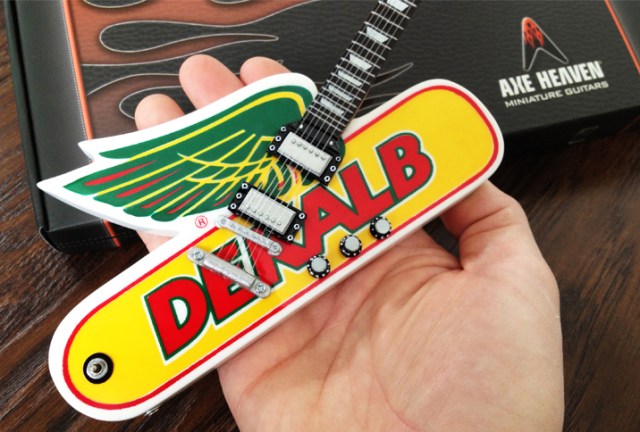 AXE HEAVEN®
MINIATURE GUITARS
®
DEKALB